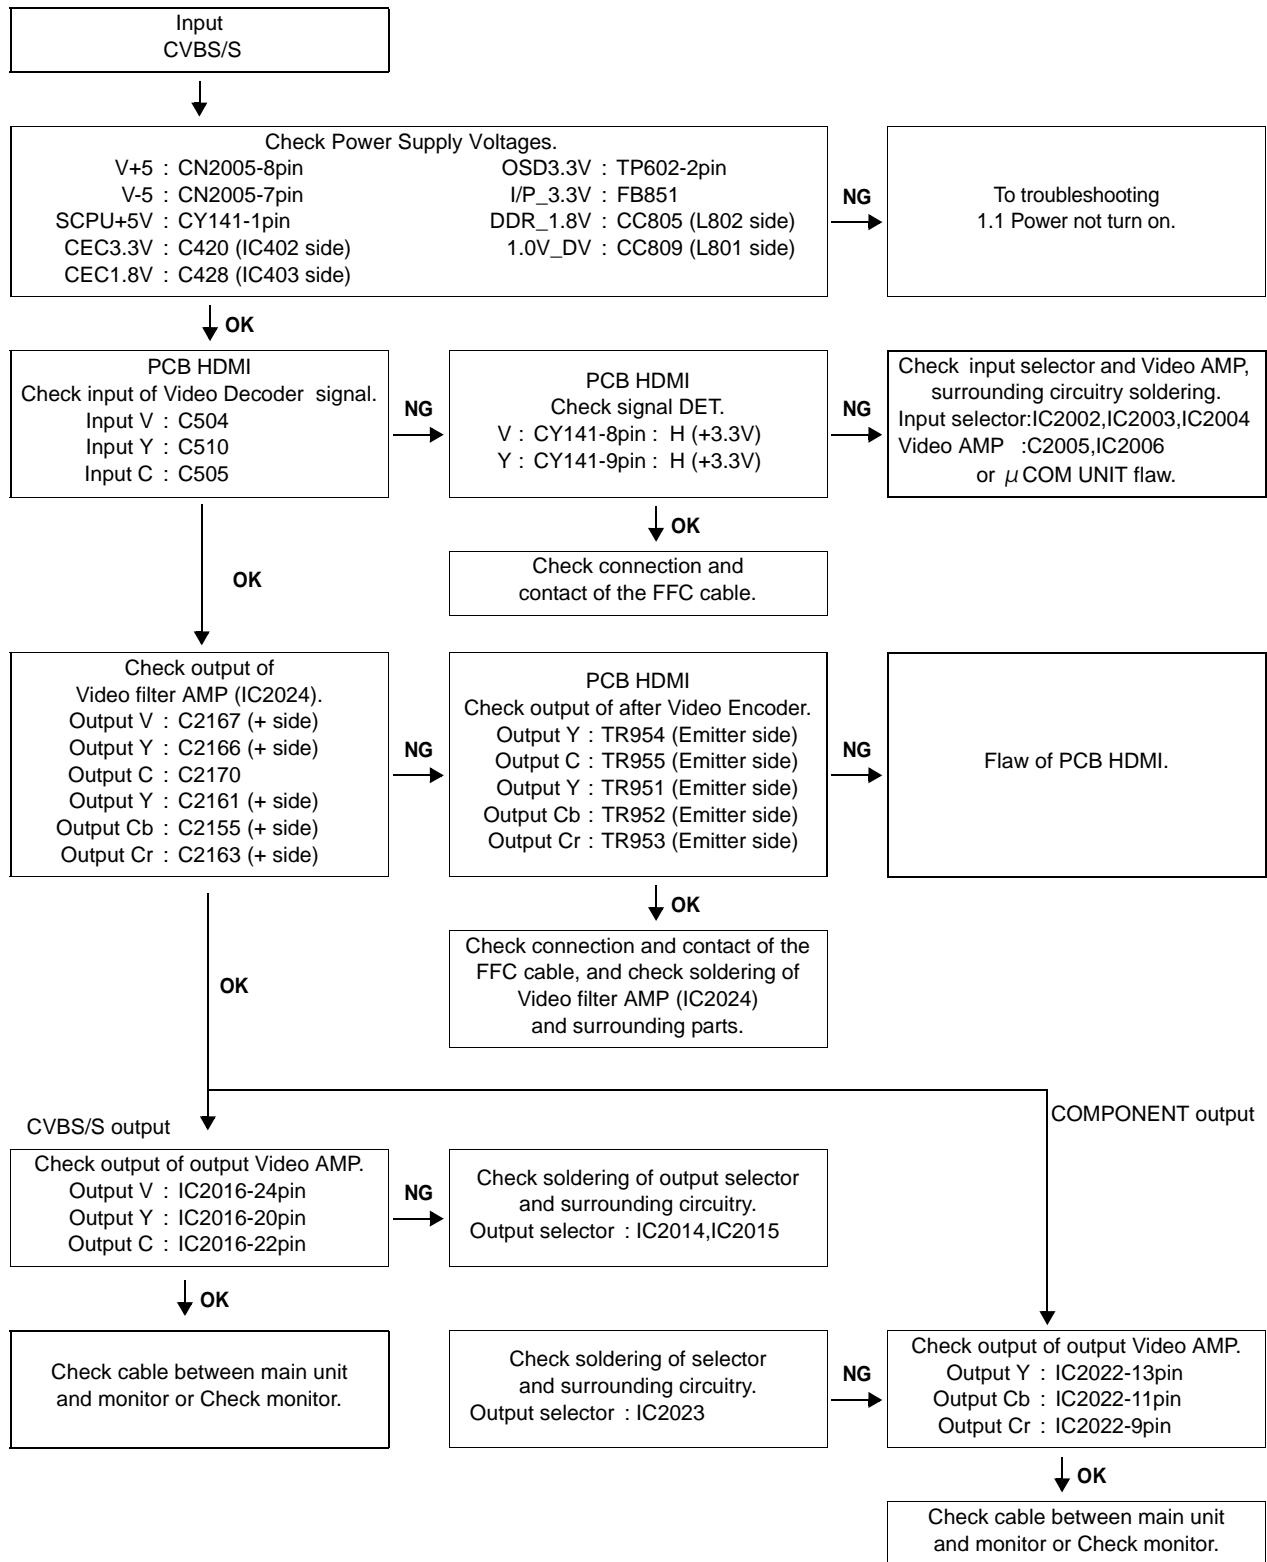 Input
CVBS/S
Check Power Supply Voltages.
V+5 : CN2005-8pin
V-5 : CN2005-7pin
SCPU+5V : CY141-1pin
CEC3.3V : C420 (IC402 side)
CEC1.8V : C428 (IC403 side)
OSD3.3V : TP602-2pin
I/P_3.3V : FB851
DDR_1.8V : CC805 (L802 side)
1.0V_DV : CC809 (L801 side)
NG
To troubleshooting
1.1 Power not turn on.
OK
PCB HDMI
Check input of Video Decoder signal.
Input V : C504
Input Y : C510
Input C : C505
NG
PCB HDMI
Check signal DET.
V : CY141-8pin : H (+3.3V)
Y : CY141-9pin : H (+3.3V)
NG
Check input selector and Video AMP,
surrounding circuitry soldering.
Input selector:IC2002,IC2003,IC2004
Video AMP :C2005,IC2006
or μCOM UNIT flaw.
OK
Check connection and
contact of the FFC cable.
OK
Check output of
Video filter AMP (IC2024).
Output V : C2167 (+ side)
Output Y : C2166 (+ side)
Output C : C2170
Output Y : C2161 (+ side)
Output Cb : C2155 (+ side)
Output Cr : C2163 (+ side)
NG
PCB HDMI
Check output of after Video Encoder.
Output Y : TR954 (Emitter side)
Output C : TR955 (Emitter side)
Output Y : TR951 (Emitter side)
Output Cb : TR952 (Emitter side)
Output Cr : TR953 (Emitter side)
NG
Flaw of PCB HDMI.
OK
Check connection and contact of the
FFC cable, and check soldering of
Video filter AMP (IC2024)
and surrounding parts.
OK
CVBS/S output
COMPONENT output
Check output of output Video AMP.
Output V : IC2016-24pin
Output Y : IC2016-20pin
Output C : IC2016-22pin
NG
Check soldering of output selector
and surrounding circuitry.
Output selector : IC2014,IC2015
OK
Check cable between main unit
and monitor or Check monitor.
Check soldering of selector
and surrounding circuitry.
Output selector : IC2023
NG
Check output of output Video AMP.
Output Y : IC2022-13pin
Output Cb : IC2022-11pin
Output Cr : IC2022-9pin
OK
Check cable between main unit
and monitor or Check monitor.